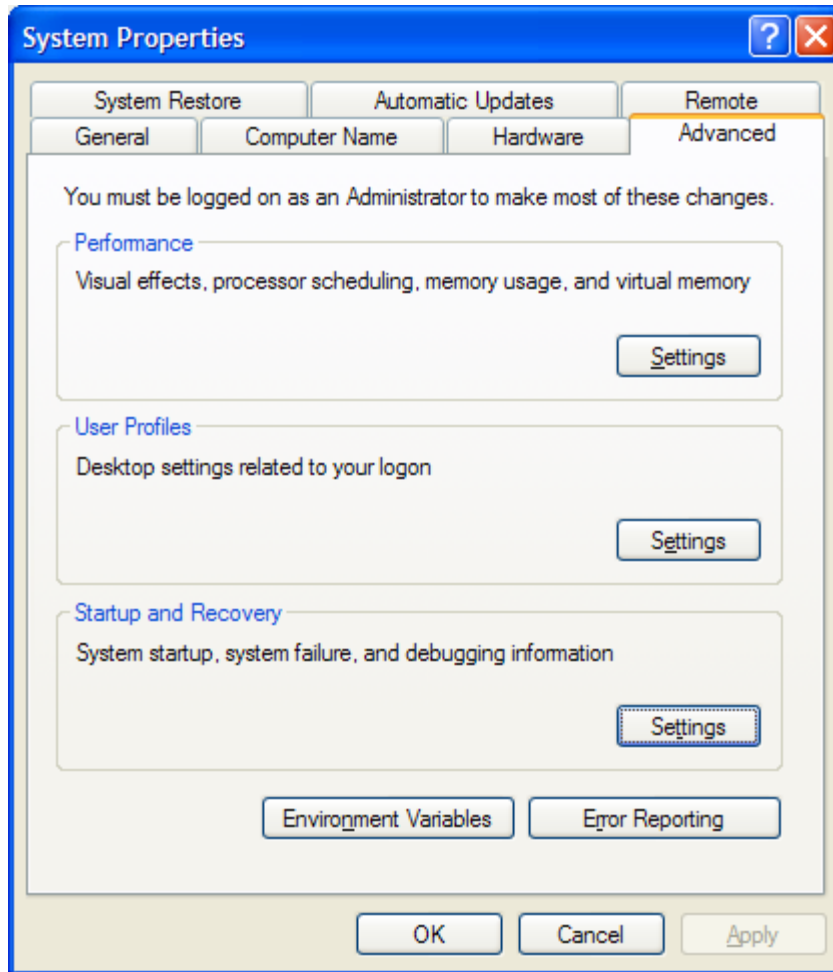 System Properties
?
System Restore Automatic Updates Remote
General Computer Name Hardware Advanced
You must be logged on as an Administrator to make most of these changes.
Performance
Visual effects, processor scheduling, memory usage, and virtual memory
Settings
User Profiles
Desktop settings related to your logon
Settings
Startup and Recovery
System startup, system failure, and debugging information
Settings
Environment Variables Error Reporting
OK Cancel Apply